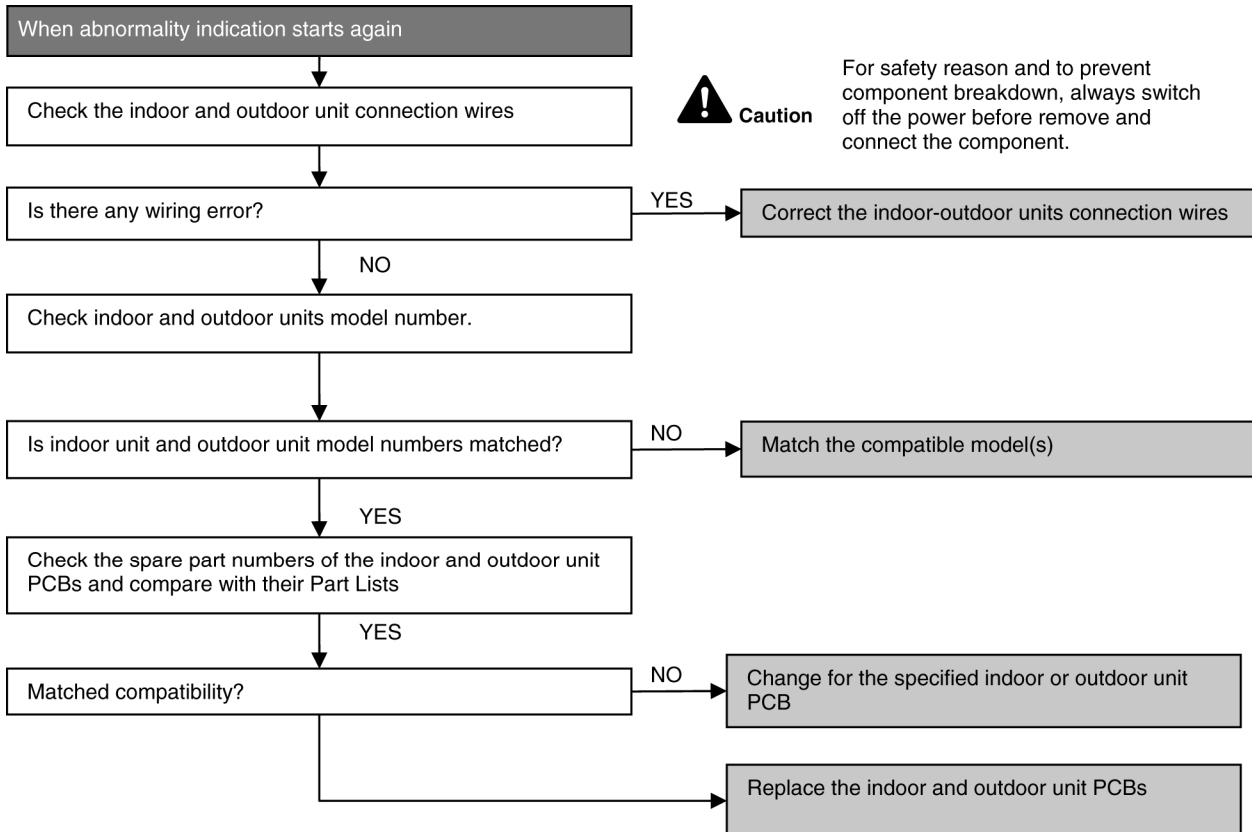 When abnormality indication starts again
Check the indoor and outdoor unit connection wires
Caution
For safety reason and to prevent
component breakdown, always switch
off the power before remove and
connect the component.
Is there any wiring error?
YES
Correct the indoor-outdoor units connection wires
NO
Check indoor and outdoor units model number.
Is indoor unit and outdoor unit model numbers matched?
NO
Match the compatible model(s)
YES
Check the spare part numbers of the indoor and outdoor unit
PCBs and compare with their Part Lists
YES
Matched compatibility?
NO
Change for the specified indoor or outdoor unit
PCB
Replace the indoor and outdoor unit PCBs